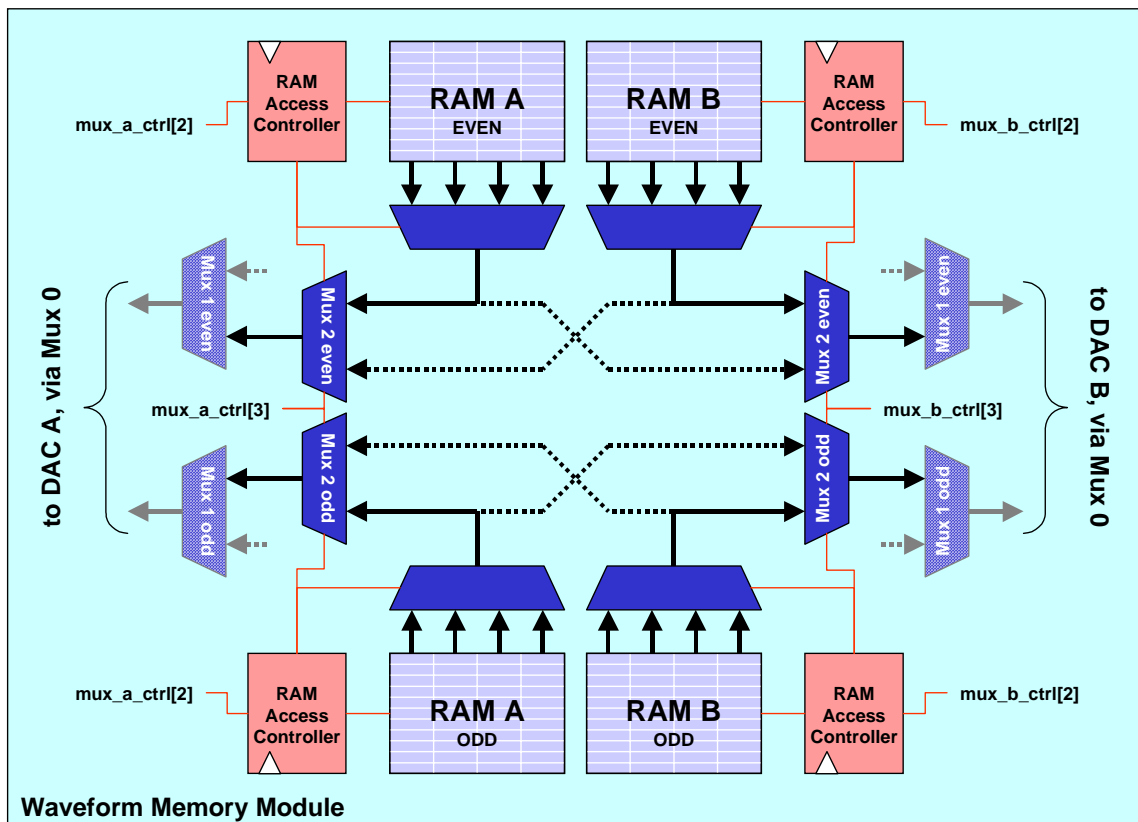 RAM
Access
Controller
RAM A
EVEN
RAM B
EVEN
RAM
Access
Controller
mux_a_ctrl[2]
mux_b_ctrl[2]
Mux 1 even
Mux 2 even
Mux 2 even
Mux 1 even
to DAC A, via Mux 0
to DAC B, via Mux 0
mux_a_ctrl[3]
mux_b_ctrl[3]
Mux 1 odd
Mux 2 odd
Mux 2 odd
Mux 1 odd
mux_a_ctrl[2]
mux_b_ctrl[2]
RAM
Access
Controller
RAM A
ODD
RAM B
ODD
RAM
Access
Controller
Waveform Memory Module